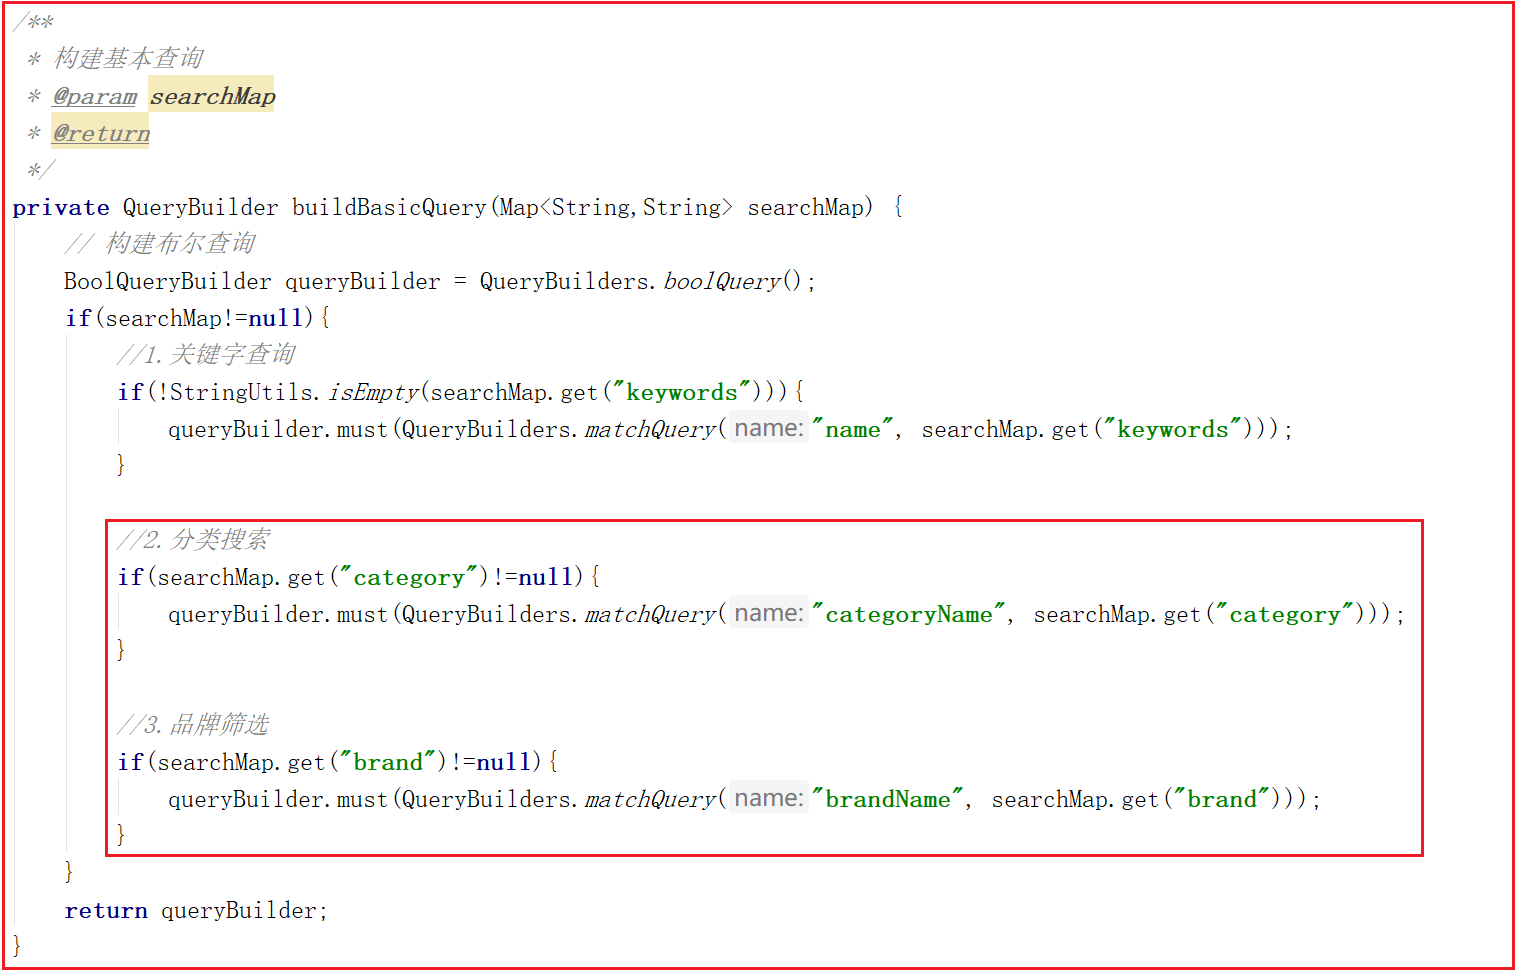 /**
 * 构建基本查询
 * @param searchMap
 * @return
 */
private QueryBuilder buildBasicQuery(Map<String,String> searchMap) {
    // 构建布尔查询
    BoolQueryBuilder queryBuilder = QueryBuilders.boolQuery();
    if(searchMap!=null){
        //1.关键字查询
        if(!StringUtils.isEmpty(searchMap.get("keywords"))){
            queryBuilder.must(QueryBuilders.matchQuery( name: "name", searchMap.get("keywords")));
        }
        //2.分类搜索
        if(searchMap.get("category")!=null){
            queryBuilder.must(QueryBuilders.matchQuery( name: "categoryName", searchMap.get("category")));
        }
        //3.品牌筛选
        if(searchMap.get("brand")!=null){
            queryBuilder.must(QueryBuilders.matchQuery( name: "brandName", searchMap.get("brand")));
        }
    }
    return queryBuilder;
}